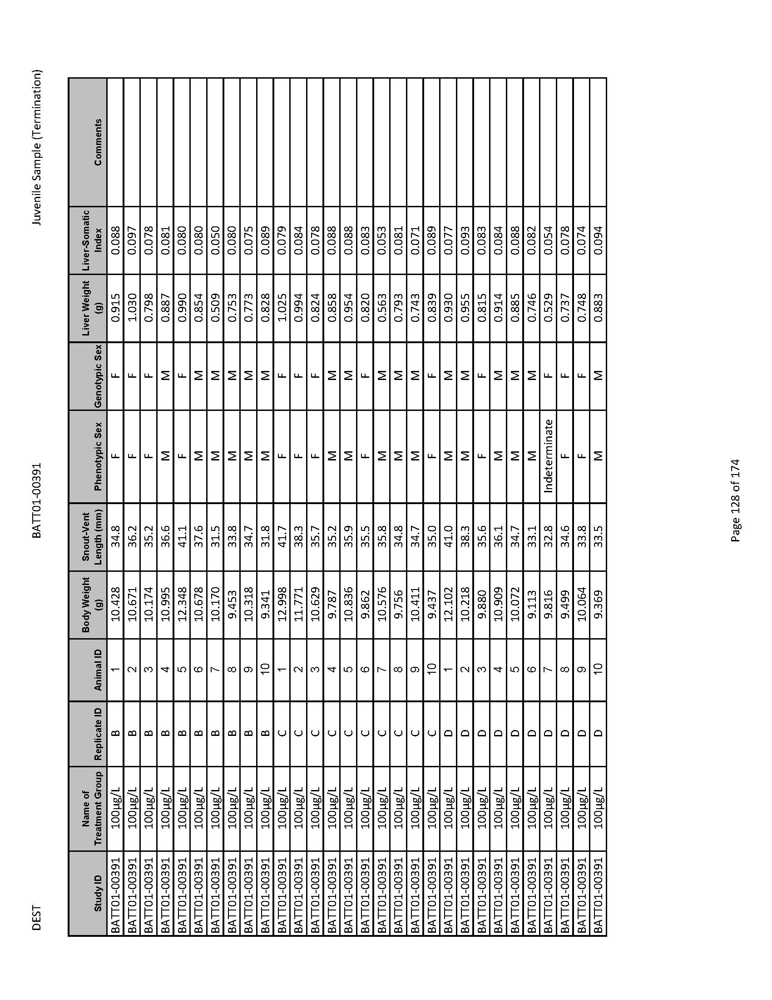 DEST BATT01-00391 Juvenile Sample (Termination)
Study ID Name of Treatment Group Replicate ID Animal ID Body Weight (g) Snout-Vent Length (mm) Phenotypic Sex Genotypic Sex Liver Weight (g) Liver-Somatic Index Comments
BATT01-00391 100µg/L B 1 10.428 34.8 F F 0.915 0.088
BATT01-00391 100µg/L B 2 10.671 36.2 F F 1.030 0.097
BATT01-00391 100µg/L B 3 10.174 35.2 F F 0.798 0.078
BATT01-00391 100µg/L B 4 10.995 36.6 M M 0.887 0.081
BATT01-00391 100µg/L B 5 12.348 41.1 F F 0.990 0.080
BATT01-00391 100µg/L B 6 10.678 37.6 M M 0.854 0.080
BATT01-00391 100µg/L B 7 10.170 31.5 M M 0.509 0.050
BATT01-00391 100µg/L B 8 9.453 33.8 M M 0.753 0.080
BATT01-00391 100µg/L B 9 10.318 34.7 M M 0.773 0.075
BATT01-00391 100µg/L B 10 9.341 31.8 M M 0.828 0.089
BATT01-00391 100µg/L C 1 12.998 41.7 F F 1.025 0.079
BATT01-00391 100µg/L C 2 11.771 38.3 F F 0.994 0.084
BATT01-00391 100µg/L C 3 10.629 35.7 F F 0.824 0.078
BATT01-00391 100µg/L C 4 9.787 35.2 M M 0.858 0.088
BATT01-00391 100µg/L C 5 10.836 35.9 M M 0.954 0.088
BATT01-00391 100µg/L C 6 9.862 35.5 F F 0.820 0.083
BATT01-00391 100µg/L C 7 10.576 35.8 M M 0.563 0.053
BATT01-00391 100µg/L C 8 9.756 34.8 M M 0.793 0.081
BATT01-00391 100µg/L C 9 10.411 34.7 M M 0.743 0.071
BATT01-00391 100µg/L C 10 9.437 35.0 F F 0.839 0.089
BATT01-00391 100µg/L D 1 12.102 41.0 M M 0.930 0.077
BATT01-00391 100µg/L D 2 10.218 38.3 M M 0.955 0.093
BATT01-00391 100µg/L D 3 9.880 35.6 F F 0.815 0.083
BATT01-00391 100µg/L D 4 10.909 36.1 M M 0.914 0.084
BATT01-00391 100µg/L D 5 10.072 34.7 M M 0.885 0.088
BATT01-00391 100µg/L D 6 9.113 33.1 M M 0.746 0.082
BATT01-00391 100µg/L D 7 9.816 32.8 Indeterminate F 0.529 0.054
BATT01-00391 100µg/L D 8 9.499 34.6 F F 0.737 0.078
BATT01-00391 100µg/L D 9 10.064 33.8 F F 0.748 0.074
BATT01-00391 100µg/L D 10 9.369 33.5 M M 0.883 0.094
Page 128 of 174